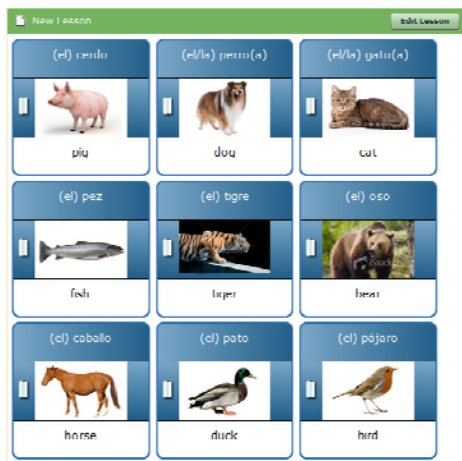 New Lesson
Edit Lesson
(el) cerdo
(el/la) perro(a)
(el/la) gato(a)
pig
dog
cat
(el) pez
(el) tigre
(el) oso
iStock
fish
tiger
bear
(el) caballo
(el) pato
(el) pájaro
horse
duck
bird